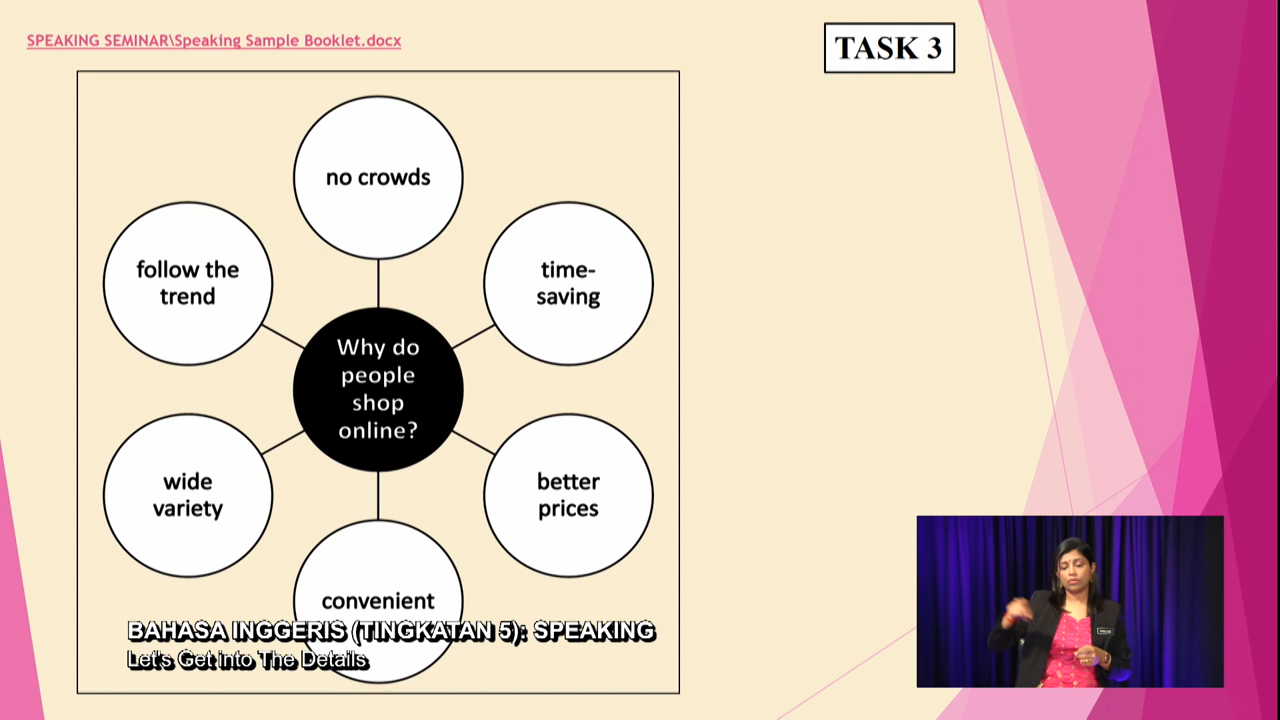 SPEAKING SEMINAR\Speaking Sample Booklet.docx
TASK 3
no crowds
follow the
trend
time-
saving
Why do
people
shop
online?
wide
variety
better
prices
convenient
BAHASA INGGERIS (TINGKATAN 5): SPEAKING
Let's Get into The Details